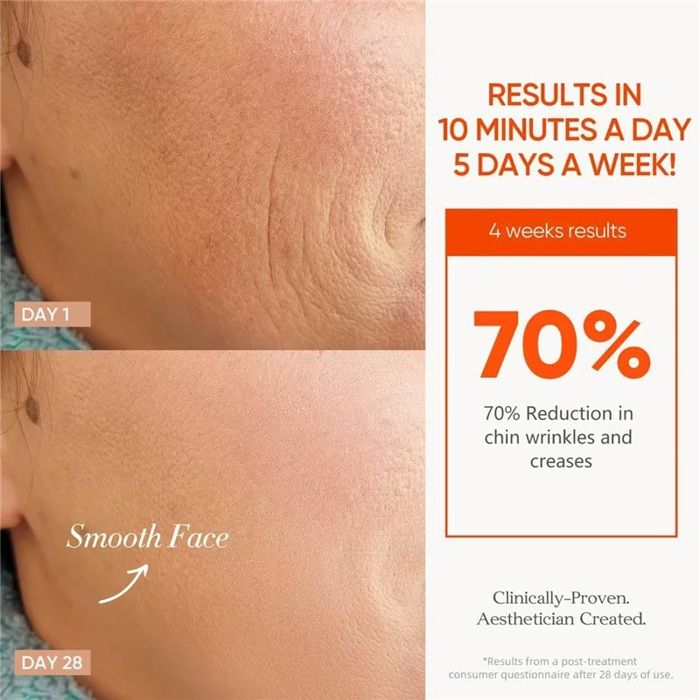 DAY 1
Smooth Face
DAY 28
RESULTS IN
10 MINUTES A DAY
5 DAYS A WEEK!
4 weeks results
70%
70% Reduction in
chin wrinkles and
creases
Clinically-Proven.
Aesthetician Created.
*Results from a post-treatment
consumer questionnaire after 28 days of use.